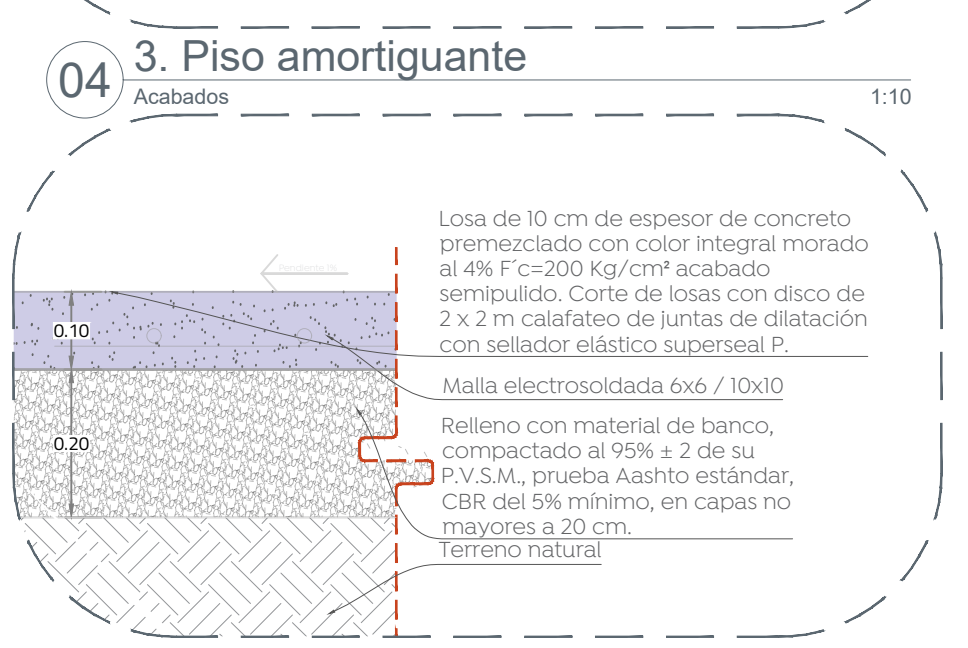 04
3. Piso amortiguante
Acabados
1:10
Pendiente 1%
Losa de 10 cm de espesor de concreto
premezclado con color integral morado
al 4% F´c=200 Kg/cm² acabado
semipulido. Corte de losas con disco de
2 x 2 m calafateo de juntas de dilatación
con sellador elástico superseal P.
0.10
Malla electrosoldada 6x6 / 10x10
Relleno con material de banco,
compactado al 95% ± 2 de su
P.V.S.M., prueba Aashto estándar,
CBR del 5% mínimo, en capas no
mayores a 20 cm.
0.20
Terreno natural